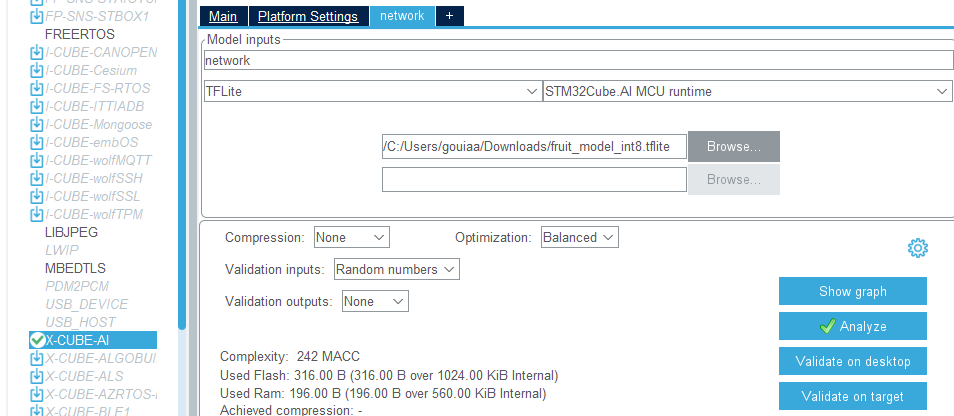 FP-SNS-STBOX1
FREERTOS
I-CUBE-CANOPEN
I-CUBE-Cesium
I-CUBE-FS-RTOS
I-CUBE-ITTIADB
I-CUBE-Mongoose
I-CUBE-embOS
I-CUBE-wolfMQTT
I-CUBE-wolfSSH
I-CUBE-wolfSSL
I-CUBE-wolfTPM
LIBJPEG
LWIP
MBEDTLS
PDM2PCM
USB_DEVICE
USB_HOST
X-CUBE-AI
X-CUBE-ALGOBUI
X-CUBE-ALS
X-CUBE-AZRTOS-
X-CUBE-BLE1
Main Platform Settings network +
Model inputs
network
TFLite STM32Cube.AI MCU runtime
/C:/Users/gouiaa/Downloads/fruit_model_int8.tflite Browse...
Browse...
Compression: None Optimization: Balanced
Validation inputs: Random numbers
Validation outputs: None
Show graph
Analyze
Validate on desktop
Validate on target
Complexity: 242 MACC
Used Flash: 316.00 B (316.00 B over 1024.00 KiB Internal)
Used Ram: 196.00 B (196.00 B over 560.00 KiB Internal)
Achieved compression: -